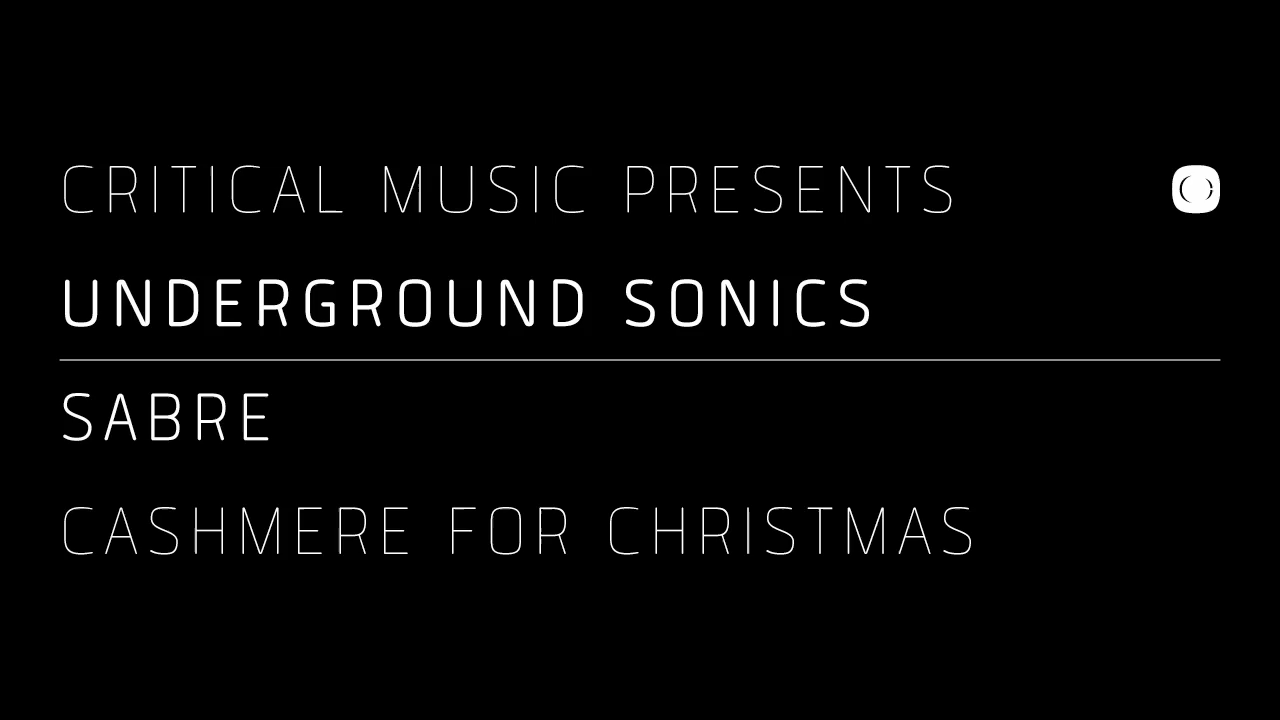 CRITICAL MUSIC PRESENTS
UNDERGROUND SONICS
SABRE
CASHMERE FOR CHRISTMAS